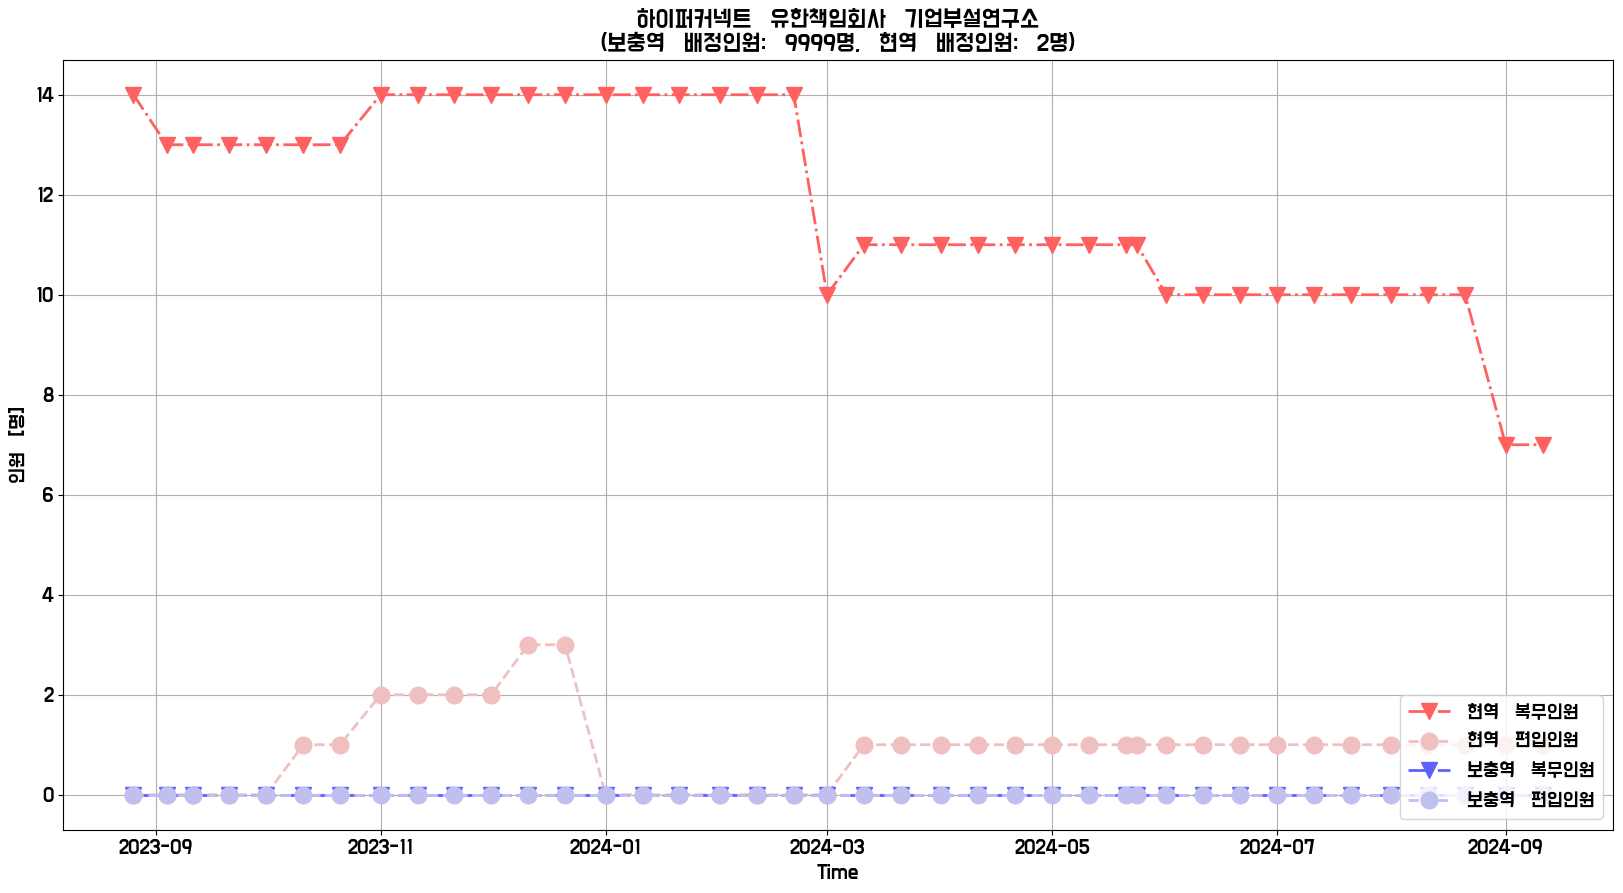 하이퍼커넥트 유한책임회사 기업부설연구소
(보충역 배정인원: 9999명, 현역 배정인원: 2명)
14
12
10
8
6
4
2
0
인원 [명]
현역 복무인원
현역 편입인원
보충역 복무인원
보충역 편입인원
2023-09
2023-11
2024-01
2024-03
2024-05
2024-07
2024-09
Time